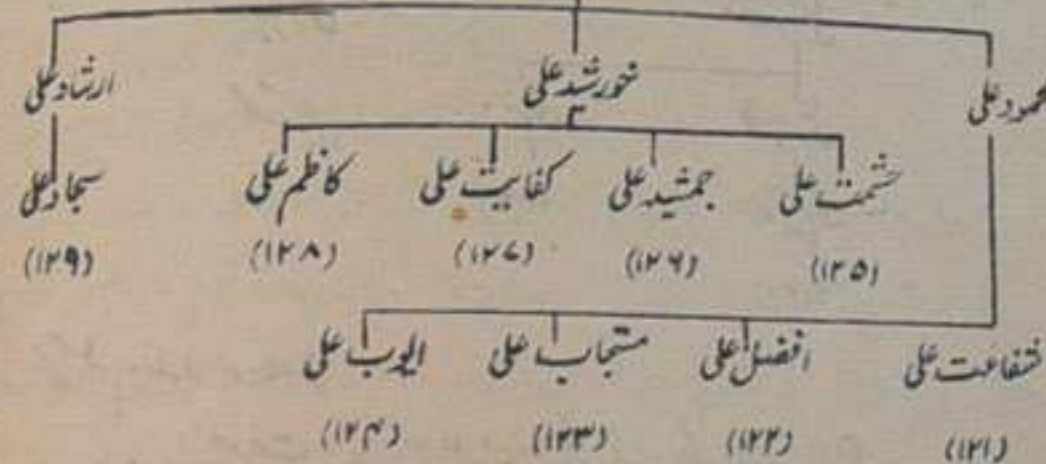 محمود علی خورشید علی ارشاد علی
حشمت علی جمشید علی کفایت علی کاظم علی سجاد علی
(۱۲۵) (۱۲۶) (۱۲۷) (۱۲۸) (۱۲۹)
شفاعت علی افضل علی مستجاب علی ایوب علی
(۱۲۱) (۱۲۲) (۱۲۳) (۱۲۴)